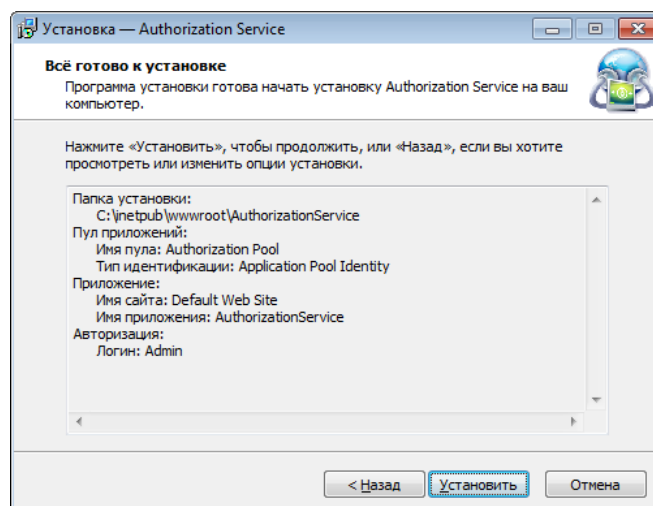 Установка — Authorization Service
Всё готово к установке
Программа установки готова начать установку Authorization Service на ваш
компьютер.
Нажмите «Установить», чтобы продолжить, или «Назад», если вы хотите
просмотреть или изменить опции установки.
Папка установки:
C:\inetpub\wwwroot\AuthorizationService
Пул приложений:
Имя пула: Authorization Pool
Тип идентификации: Application Pool Identity
Приложение:
Имя сайта: Default Web Site
Имя приложения: AuthorizationService
Авторизация:
Логин: Admin
< Назад
Установить
Отмена